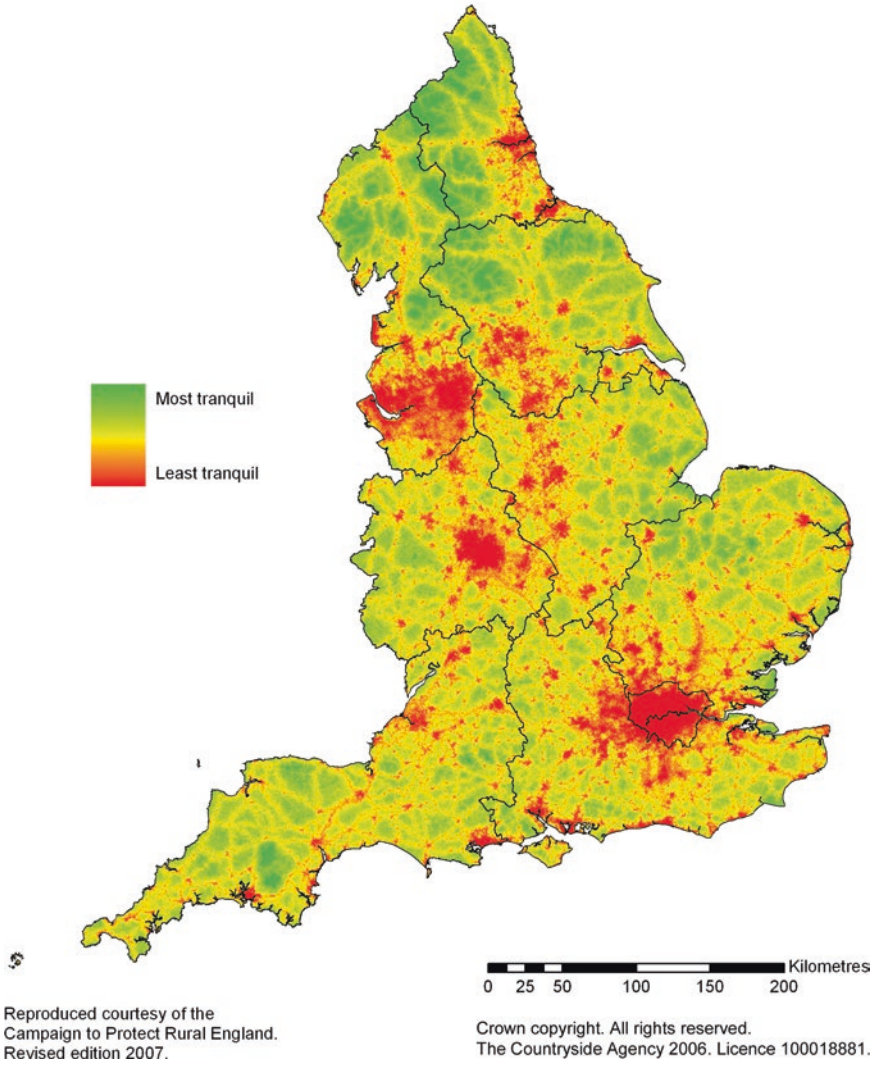 Most tranquil
Least tranquil
Kilometres
0 25 50 100 150 200
Reproduced courtesy of the
Campaign to Protect Rural England.
Revised edition 2007.
Crown copyright. All rights reserved.
The Countryside Agency 2006. Licence 100018881.